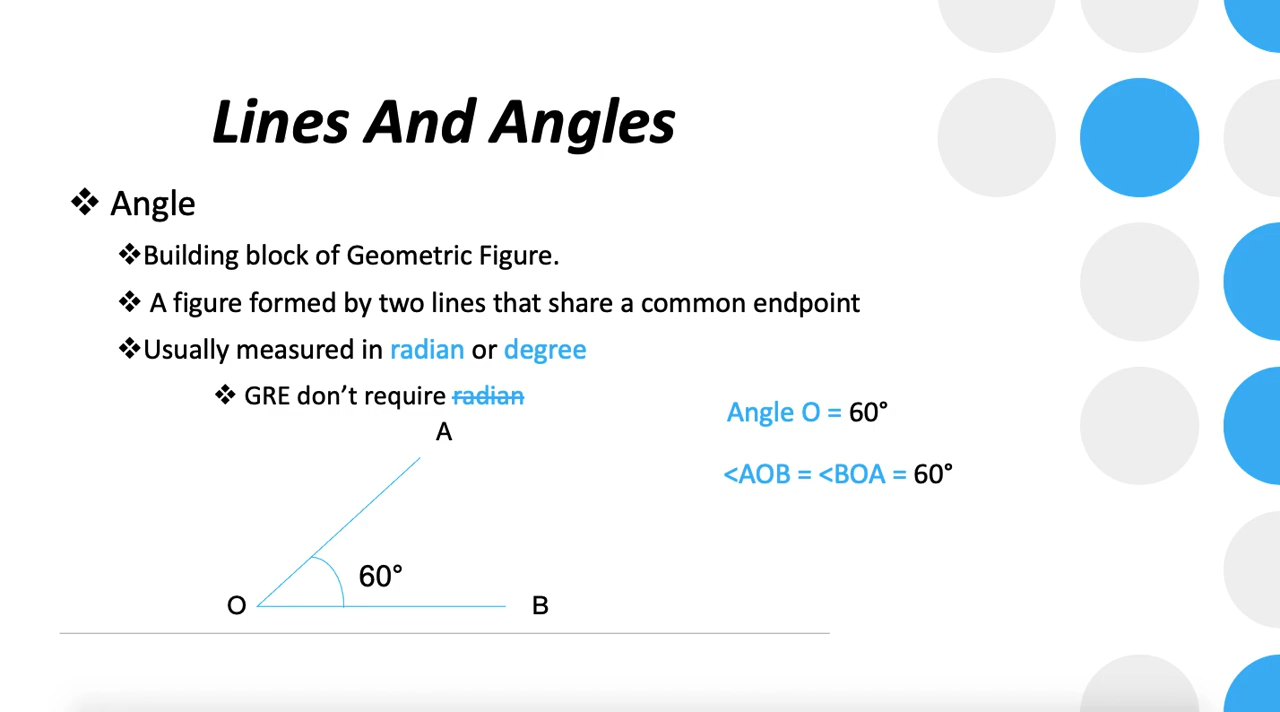 Lines And Angles
❖ Angle
❖Building block of Geometric Figure.
❖ A figure formed by two lines that share a common endpoint
❖Usually measured in radian or degree
❖ GRE don’t require radian
Angle O = 60°
A
<AOB = <BOA = 60°
60°
O
B